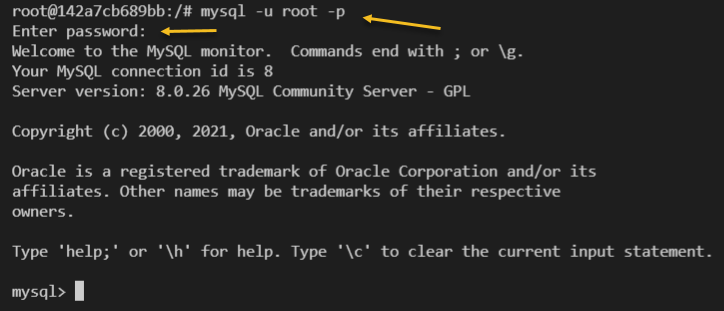 root@142a7cb689bb:/# mysql -u root -p
Enter password:
Welcome to the MySQL monitor.  Commands end with ; or \g.
Your MySQL connection id is 8
Server version: 8.0.26 MySQL Community Server - GPL
Copyright (c) 2000, 2021, Oracle and/or its affiliates.
Oracle is a registered trademark of Oracle Corporation and/or its
affiliates. Other names may be trademarks of their respective
owners.
Type 'help;' or '\h' for help. Type '\c' to clear the current input statement.
mysql>